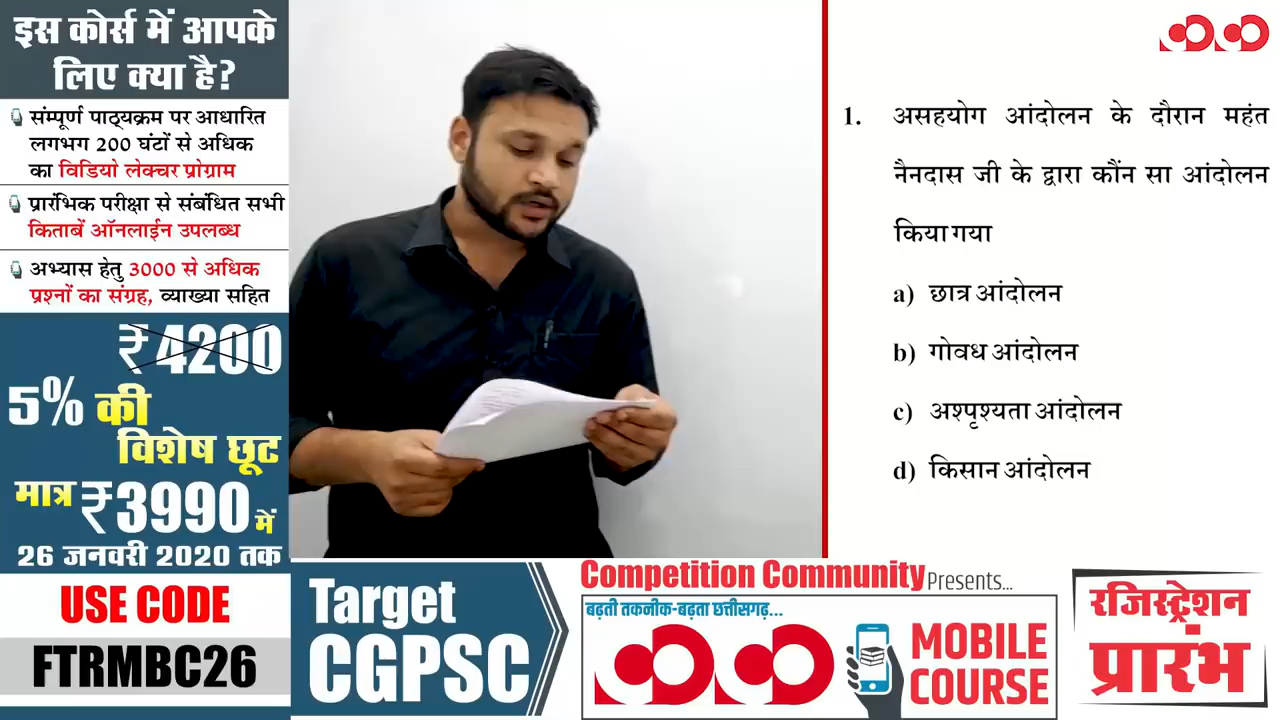 इस कोर्स में आपके
लिए क्या है?
संम्पूर्ण पाठ्यक्रम पर आधारित
लगभग 200 घंटों से अधिक
का विडियो लेक्चर प्रोग्राम
प्रारंभिक परीक्षा से संबंधित सभी
किताबें ऑनलाईन उपलब्ध
अभ्यास हेतु 3000 से अधिक
प्रश्नों का संग्रह, व्याख्या सहित
₹4200
5% की
विशेष छूट
मात्र ₹3990 में
26 जनवरी 2020 तक
USE CODE
FTRMBC26
1. असहयोग आंदोलन के दौरान महंत
नैनदास जी के द्वारा कौंन सा आंदोलन
किया गया
a) छात्र आंदोलन
b) गोवध आंदोलन
c) अश्पृश्यता आंदोलन
d) किसान आंदोलन
Target
CGPSC
Competition Community Presents...
बढ़ती तकनीक-बढ़ता छत्तीसगढ़...
MOBILE
COURSE
रजिस्ट्रेशन
प्रारंभ